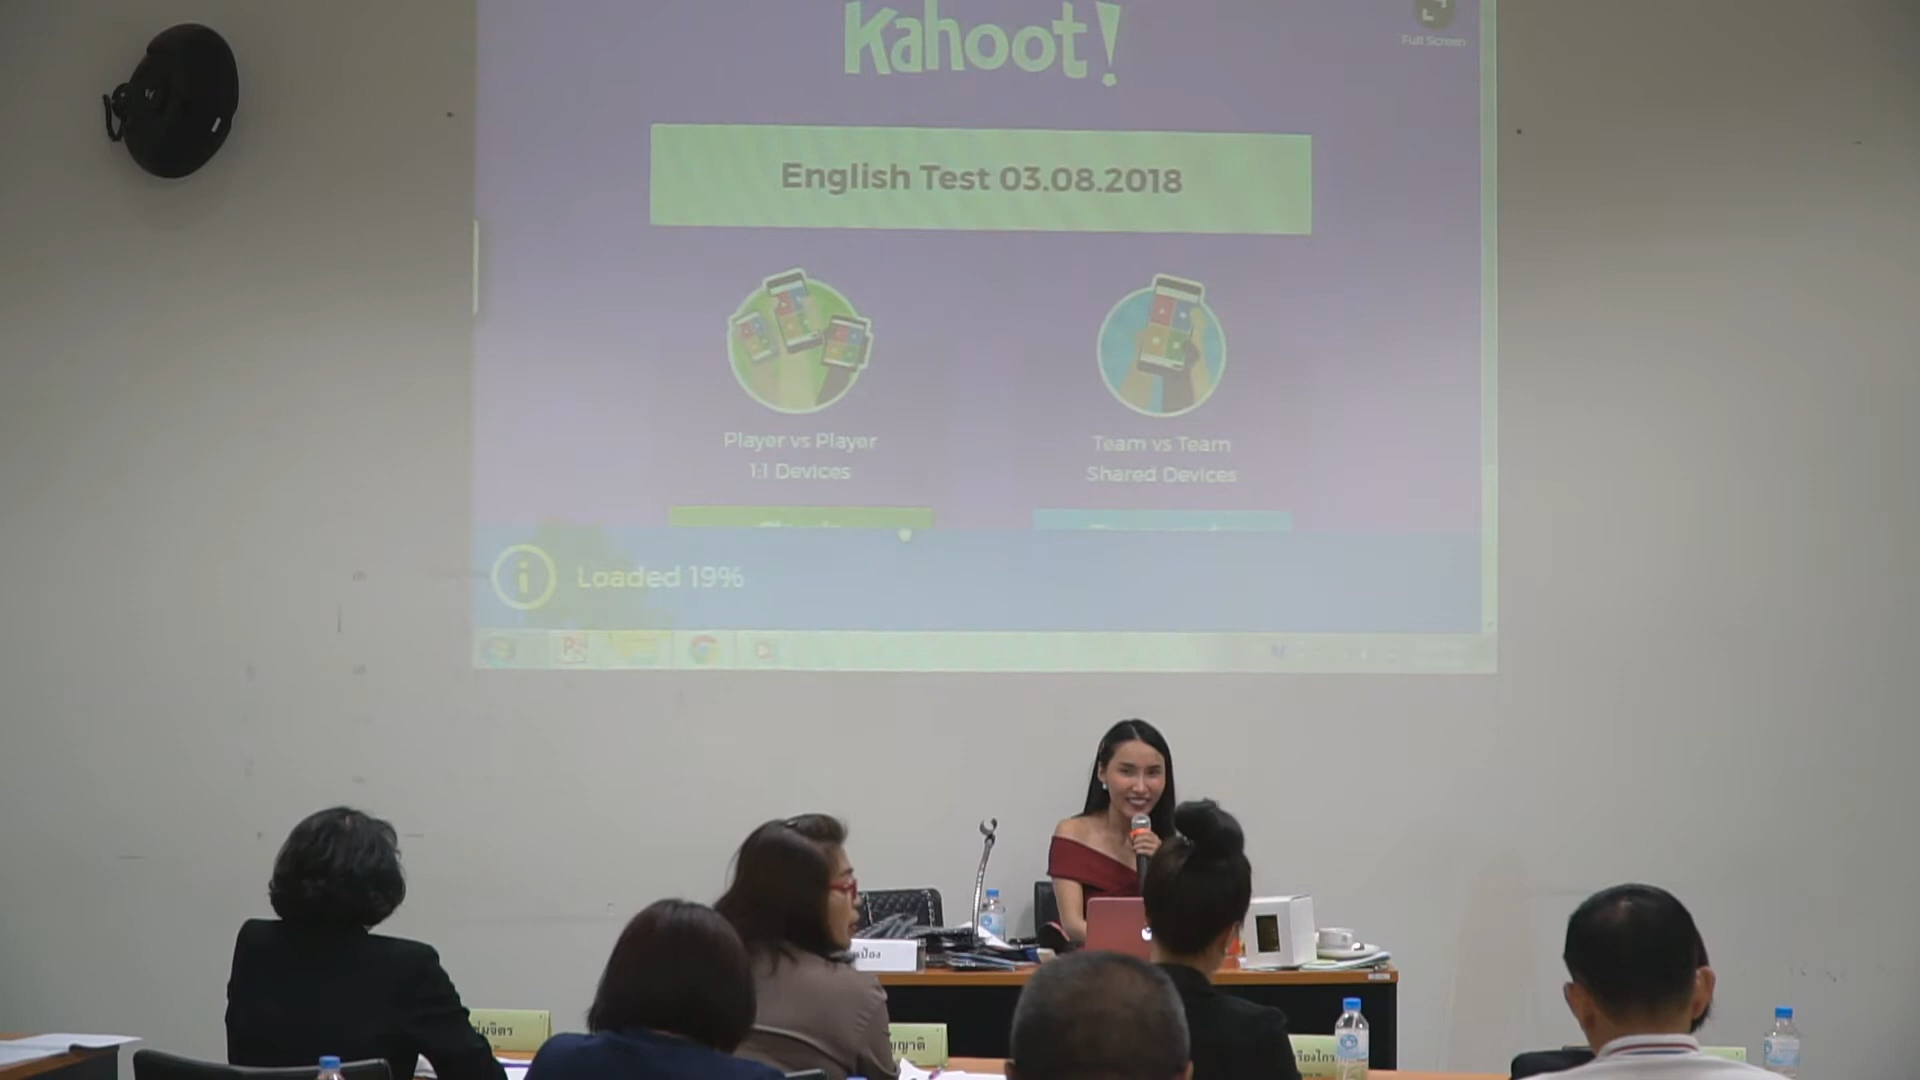 Kahoot!
Full Screen
English Test 03.08.2018
Player vs Player
1:1 Devices
Team vs Team
Shared Devices
Loaded 19%